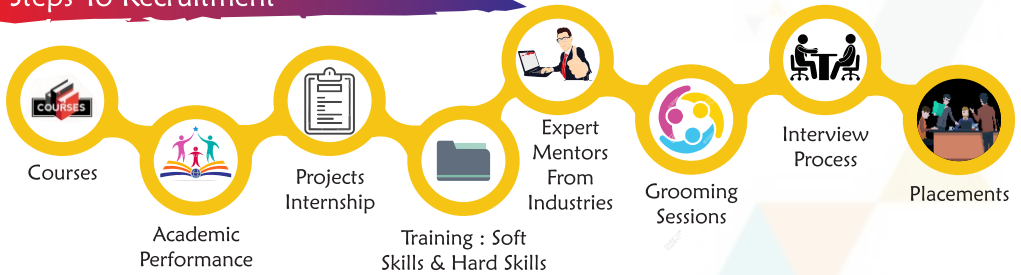 Steps To Recruitment
COURSES
Courses
Academic
Performance
Projects
Internship
Training : Soft
Skills & Hard Skills
Expert
Mentors
From
Industries
Grooming
Sessions
Interview
Process
Placements